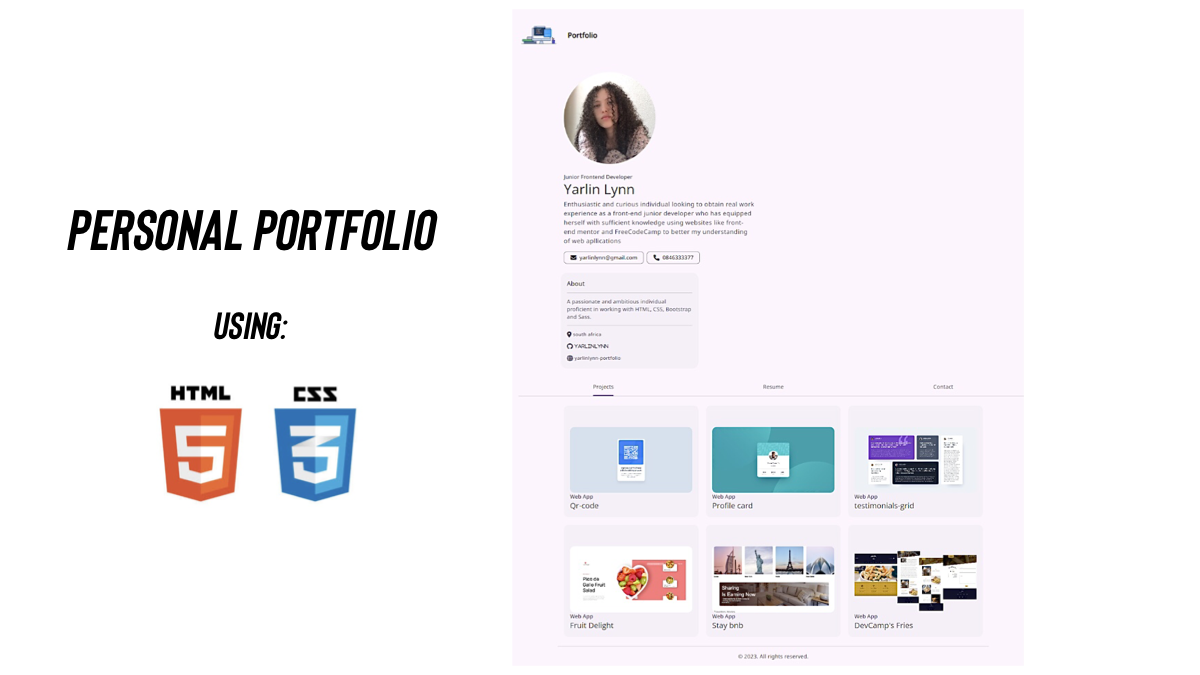 PERSONAL PORTFOLIO
USING:
HTML
CSS
5
3
Portfolio
Junior Frontend Developer
Yarlin Lynn
Enthusiastic and curious individual looking to obtain real work
experience as a front-end junior developer who has equipped
herself with sufficient knowledge using websites like front-
end mentor and FreeCodeCamp to better my understanding
of web apllications
yarlinlynn@gmail.com
0846333377
About
A passionate and ambitious individual
proficient in working with HTML, CSS, Bootstrap
and Sass.
south africa
YARLINLYNN
yarlinlynn-portfolio
Projects
Resume
Contact
Web App
Qr-code
Web App
Profile card
Web App
testimonials-grid
Pico de
Gallo Fruit
Salad
Web App
Fruit Delight
Sharing
Is Earning Now
Web App
Stay bnb
Web App
DevCamp's Fries
© 2023. All rights reserved.